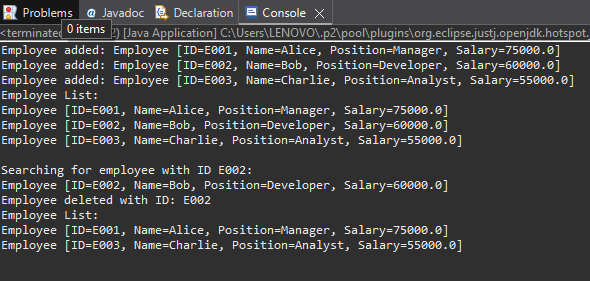 Problems @ Javadoc Declaration Console
0 items
<terminated ) [Java Application] C:\Users\LENOVO\.p2\pool\plugins\org.eclipse.justj.openjdk.hotspot.
Employee added: Employee [ID=E001, Name=Alice, Position=Manager, Salary=75000.0]
Employee added: Employee [ID=E002, Name=Bob, Position=Developer, Salary=60000.0]
Employee added: Employee [ID=E003, Name=Charlie, Position=Analyst, Salary=55000.0]
Employee List:
Employee [ID=E001, Name=Alice, Position=Manager, Salary=75000.0]
Employee [ID=E002, Name=Bob, Position=Developer, Salary=60000.0]
Employee [ID=E003, Name=Charlie, Position=Analyst, Salary=55000.0]
Searching for employee with ID E002:
Employee [ID=E002, Name=Bob, Position=Developer, Salary=60000.0]
Employee deleted with ID: E002
Employee List:
Employee [ID=E001, Name=Alice, Position=Manager, Salary=75000.0]
Employee [ID=E003, Name=Charlie, Position=Analyst, Salary=55000.0]